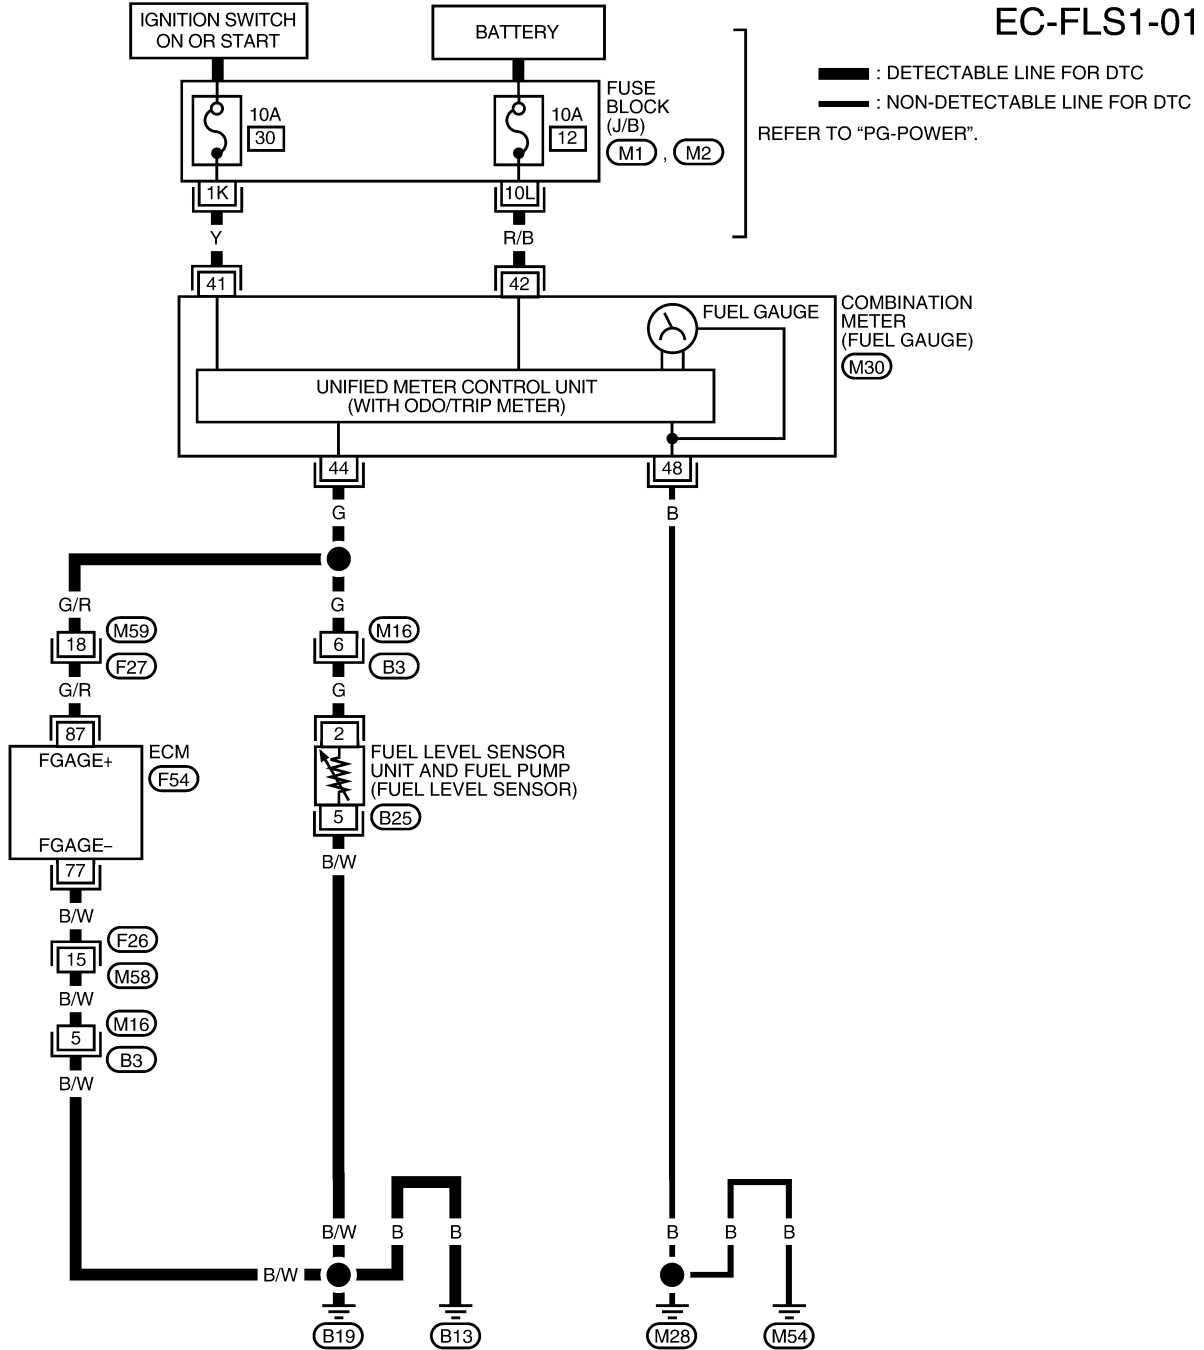 EC-FLS1-01
IGNITION SWITCH
ON OR START
BATTERY
: DETECTABLE LINE FOR DTC
: NON-DETECTABLE LINE FOR DTC
REFER TO “PG-POWER”.
10A
30
10A
12
FUSE
BLOCK
(J/B)
M1 , M2
1K
10L
Y
R/B
41
42
FUEL GAUGE
COMBINATION
METER
(FUEL GAUGE)
M30
UNIFIED METER CONTROL UNIT
(WITH ODO/TRIP METER)
44
48
G
B
G/R
G
18
M59
F27
6
M16
B3
G/R
G
87
2
FGAGE+
ECM
F54
FUEL LEVEL SENSOR
UNIT AND FUEL PUMP
(FUEL LEVEL SENSOR)
5
B25
FGAGE–
77
B/W
B/W
15
F26
M58
B/W
5
M16
B3
B/W
B/W
B
B
B
B
B
B/W
B19
B13
M28
M54